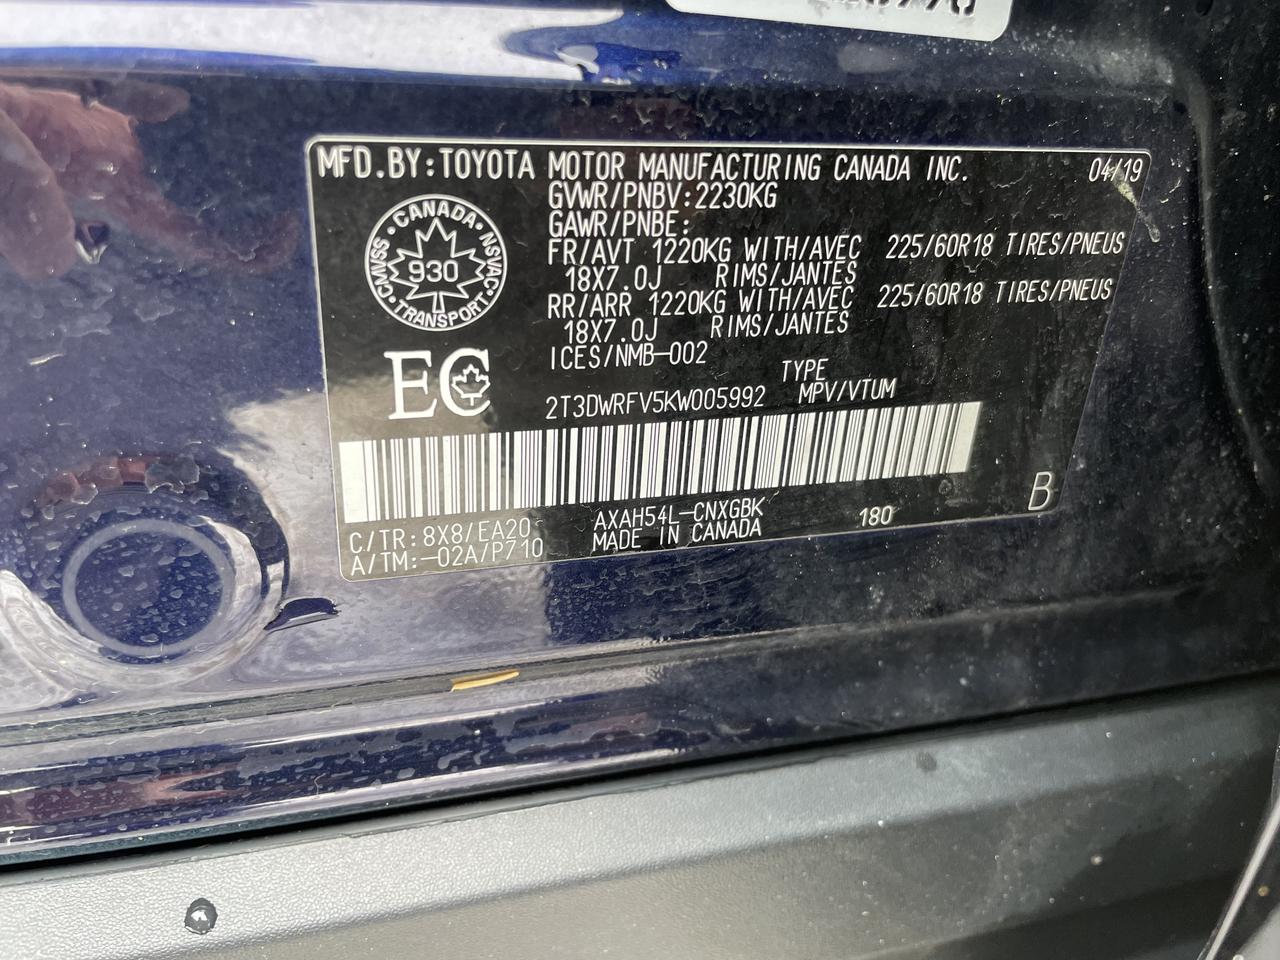 MFD.BY:TOYOTA MOTOR MANUFACTURING CANADA INC. 04/19
GVWR/PNBV:2230KG
GAWR/PNBE:
FR/AVT 1220KG WITH/AVEC 225/60R18 TIRES/PNEUS
18X7.0J RIMS/JANTES
RR/ARR 1220KG WITH/AVEC 225/60R18 TIRES/PNEUS
18X7.0J RIMS/JANTES
ICES/NMB-002
CANADA
CMVSS 930 NSVAC
TRANSPORT
EC
TYPE
2T3DWRFV5KW005992 MPV/VTUM
C/TR:8X8/EA20 AXAH54L-CNXGBK 180 B
A/TM:-02A/P710 MADE IN CANADA